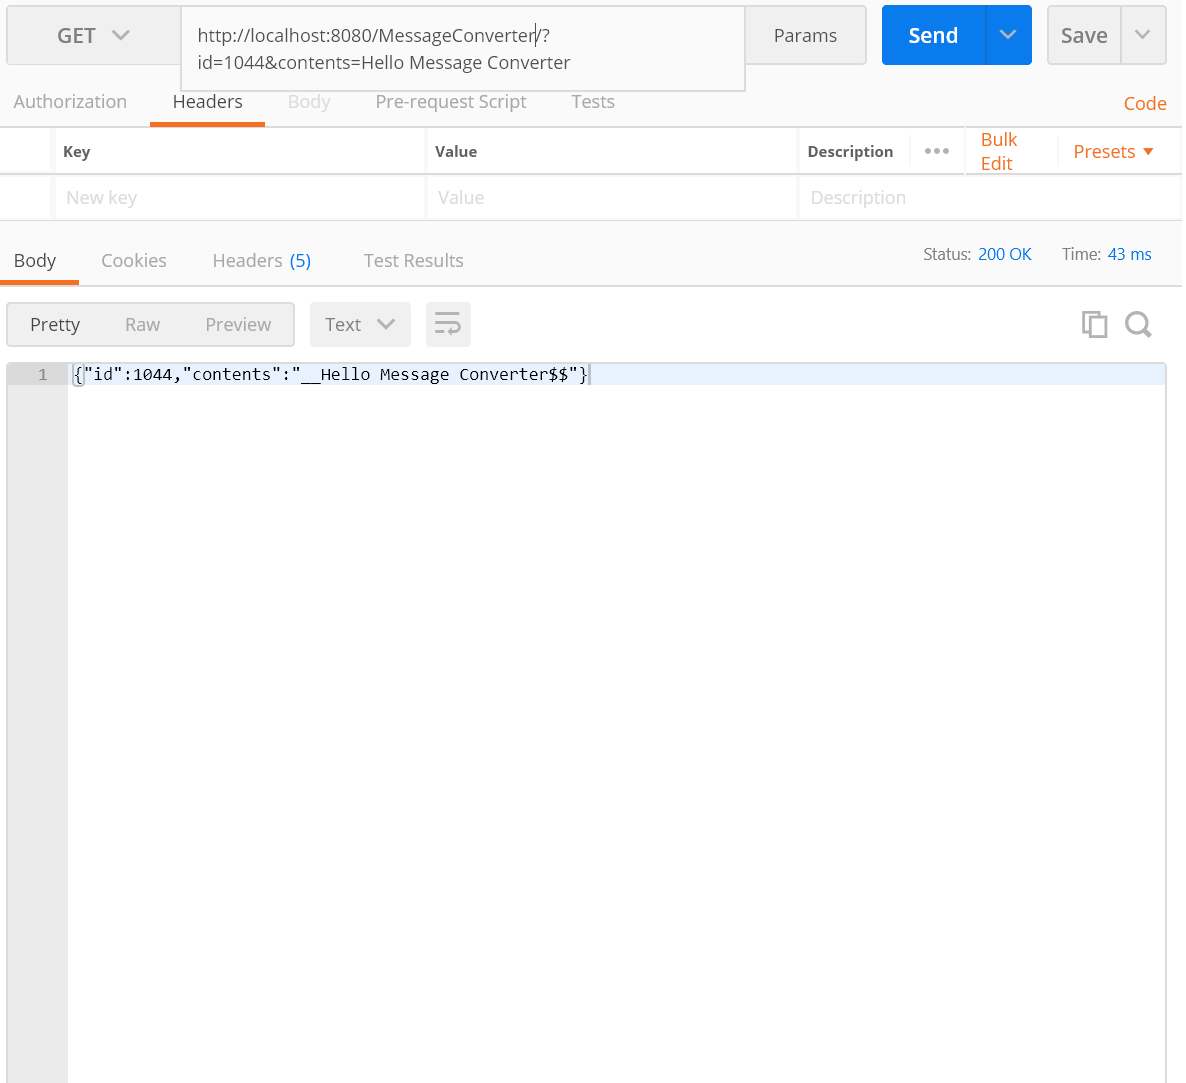 GET
http://localhost:8080/MessageConverter/?
id=1044&contents=Hello Message Converter
Params
Send
Save
Authorization
Headers
Body
Pre-request Script
Tests
Code
Key
Value
Description
Bulk
Edit
Presets
New key
Value
Description
Body
Cookies
Headers (5)
Test Results
Status: 200 OK
Time: 43 ms
Pretty
Raw
Preview
Text
1
{"id":1044,"contents":"__Hello Message Converter$$"}